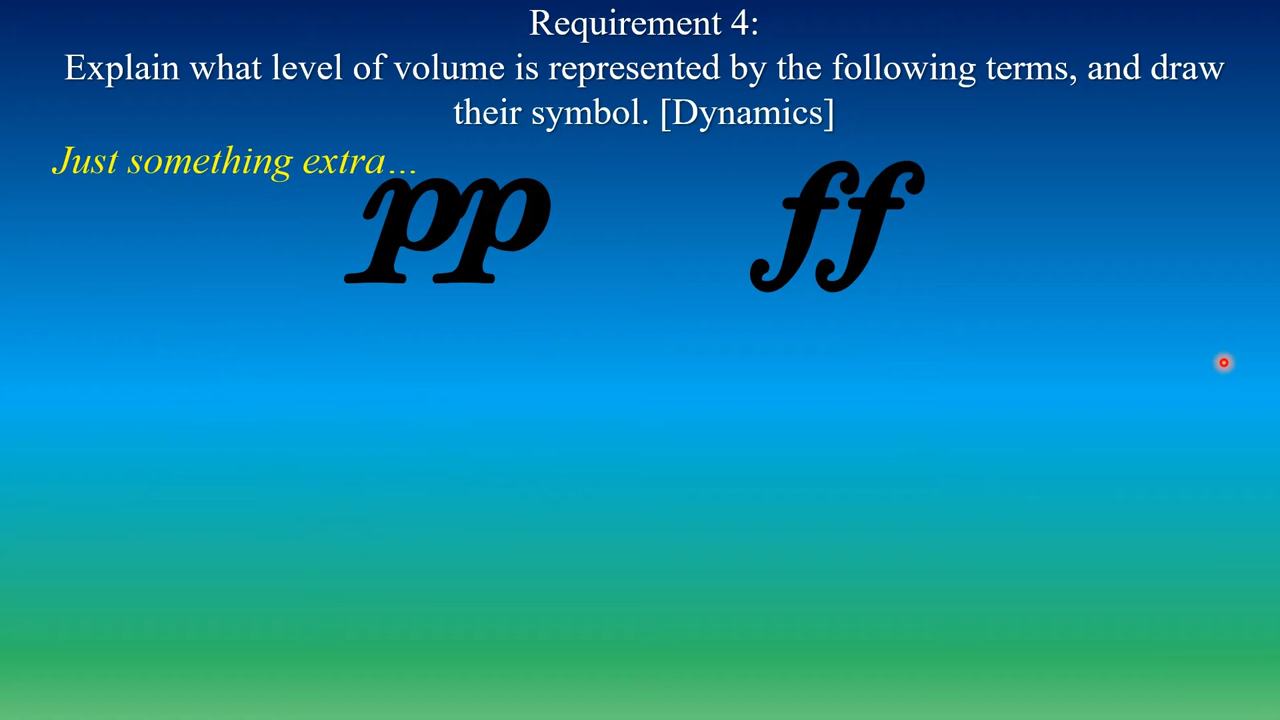 Requirement 4:
Explain what level of volume is represented by the following terms, and draw
their symbol. [Dynamics]
Just something extra…
pp ff